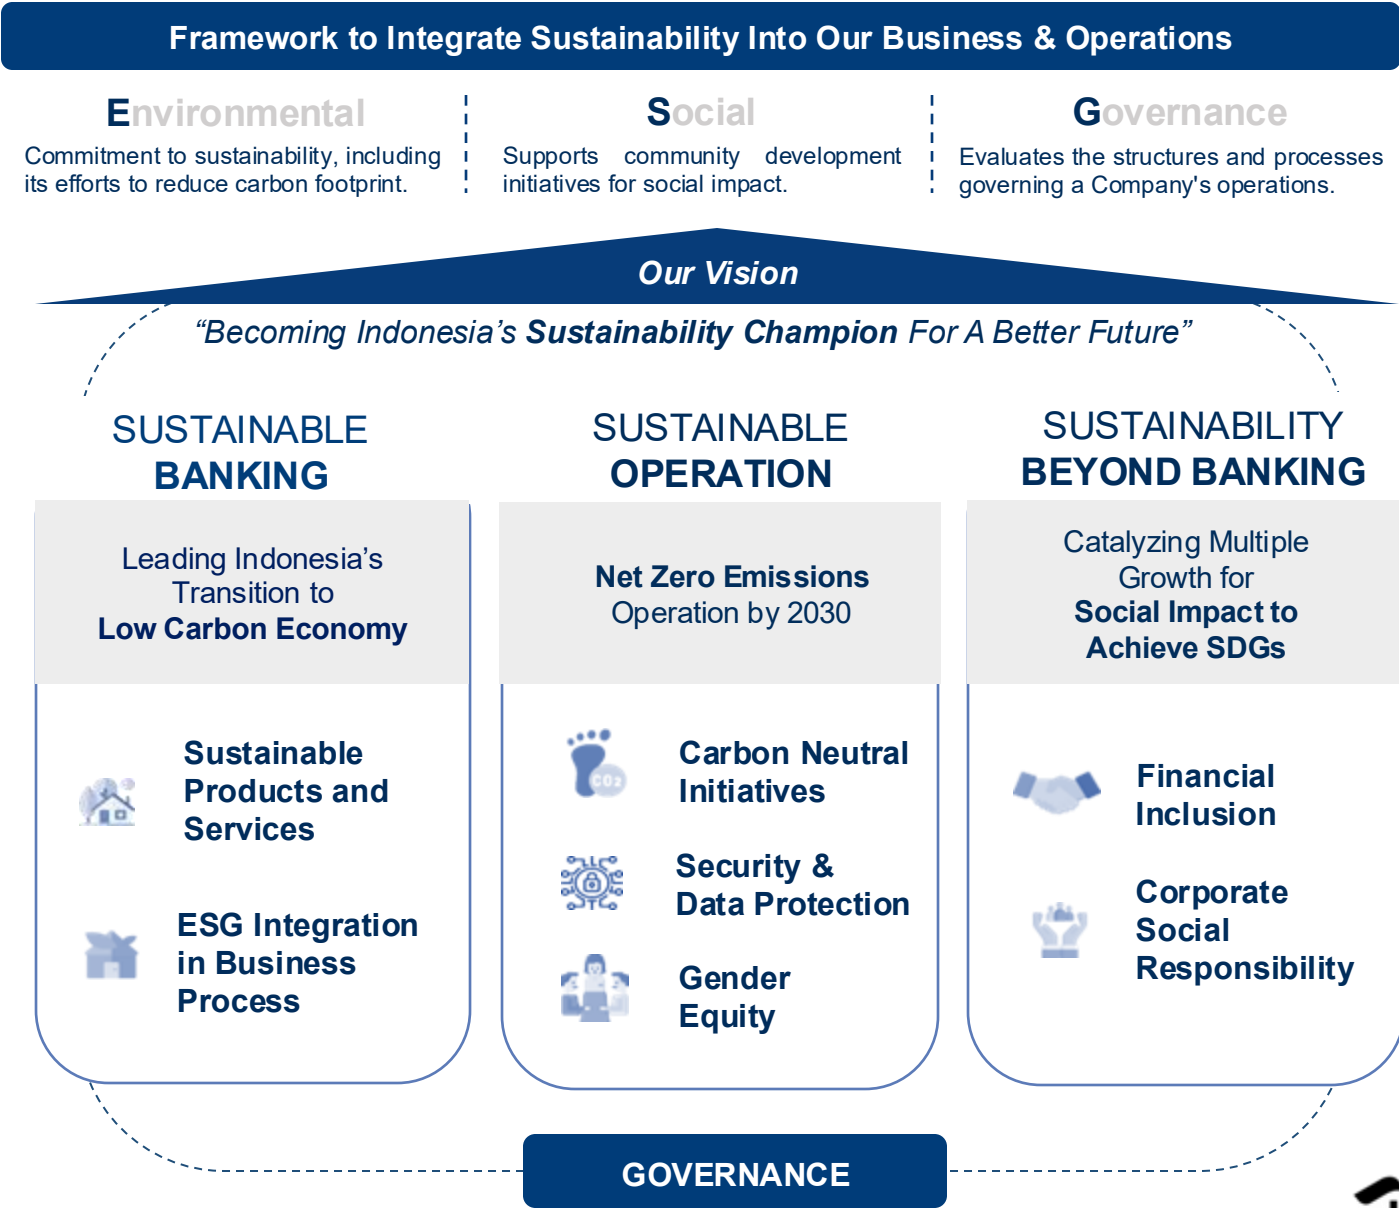 Framework to Integrate Sustainability Into Our Business & Operations
Environmental
Commitment to sustainability, including
its efforts to reduce carbon footprint.
Social
Supports community development
initiatives for social impact.
Governance
Evaluates the structures and processes
governing a Company's operations.
Our Vision
“Becoming Indonesia’s Sustainability Champion For A Better Future”
SUSTAINABLE
BANKING
Leading Indonesia’s
Transition to
Low Carbon Economy
Sustainable
Products and
Services
ESG Integration
in Business
Process
SUSTAINABLE
OPERATION
Net Zero Emissions
Operation by 2030
CO2
Carbon Neutral
Initiatives
Security &
Data Protection
Gender
Equity
SUSTAINABILITY
BEYOND BANKING
Catalyzing Multiple
Growth for
Social Impact to
Achieve SDGs
Financial
Inclusion
Corporate
Social
Responsibility
GOVERNANCE